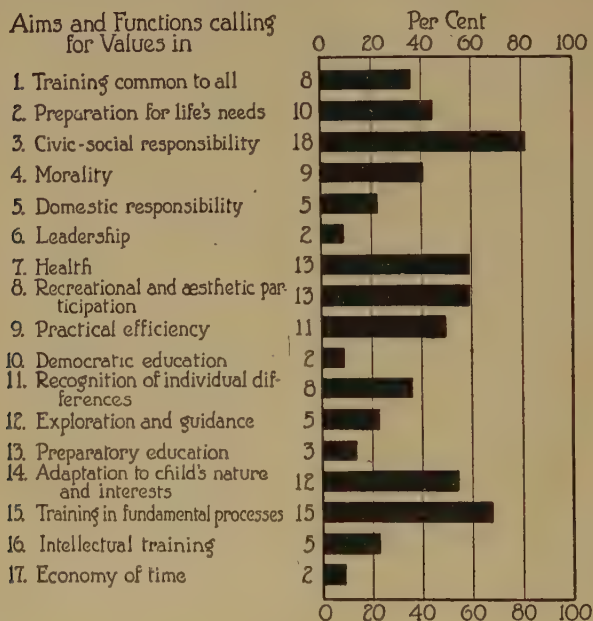 Aims and Functions calling
for Values in
Per Cent
0 20 40 60 80 100
1. Training common to all 8
2. Preparation for life's needs 10
3. Civic-social responsibility 18
4. Morality 9
5. Domestic responsibility 5
6. Leadership 2
7. Health 13
8. Recreational and æsthetic par-
ticipation 13
9. Practical efficiency 11
10. Democratic education 2
11. Recognition of individual dif-
ferences 8
12. Exploration and guidance 5
13. Preparatory education 3
14. Adaptation to child's nature
and interests 12
15. Training in fundamental processes 15
16. Intellectual training 5
17. Economy of time 2
0 20 40 60 80 100